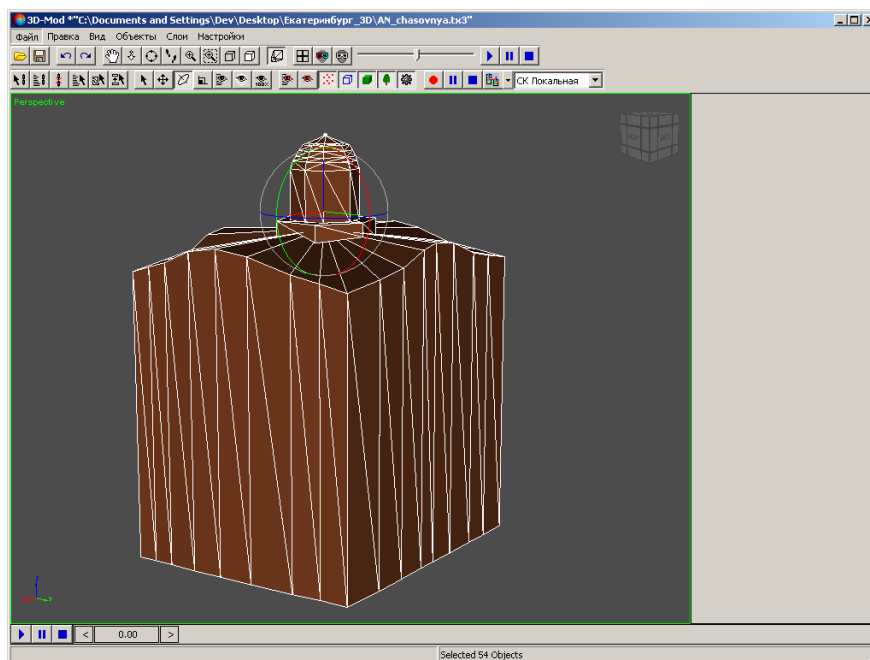 3D-Mod *"C:\Documents and Settings\Dev\Desktop\Екатеринбург_3D\AN_chasovnya.tx3"
Файл Правка Вид Объекты Слои Настройки
СК Локальная
Perspective
0.00
Selected 54 Objects